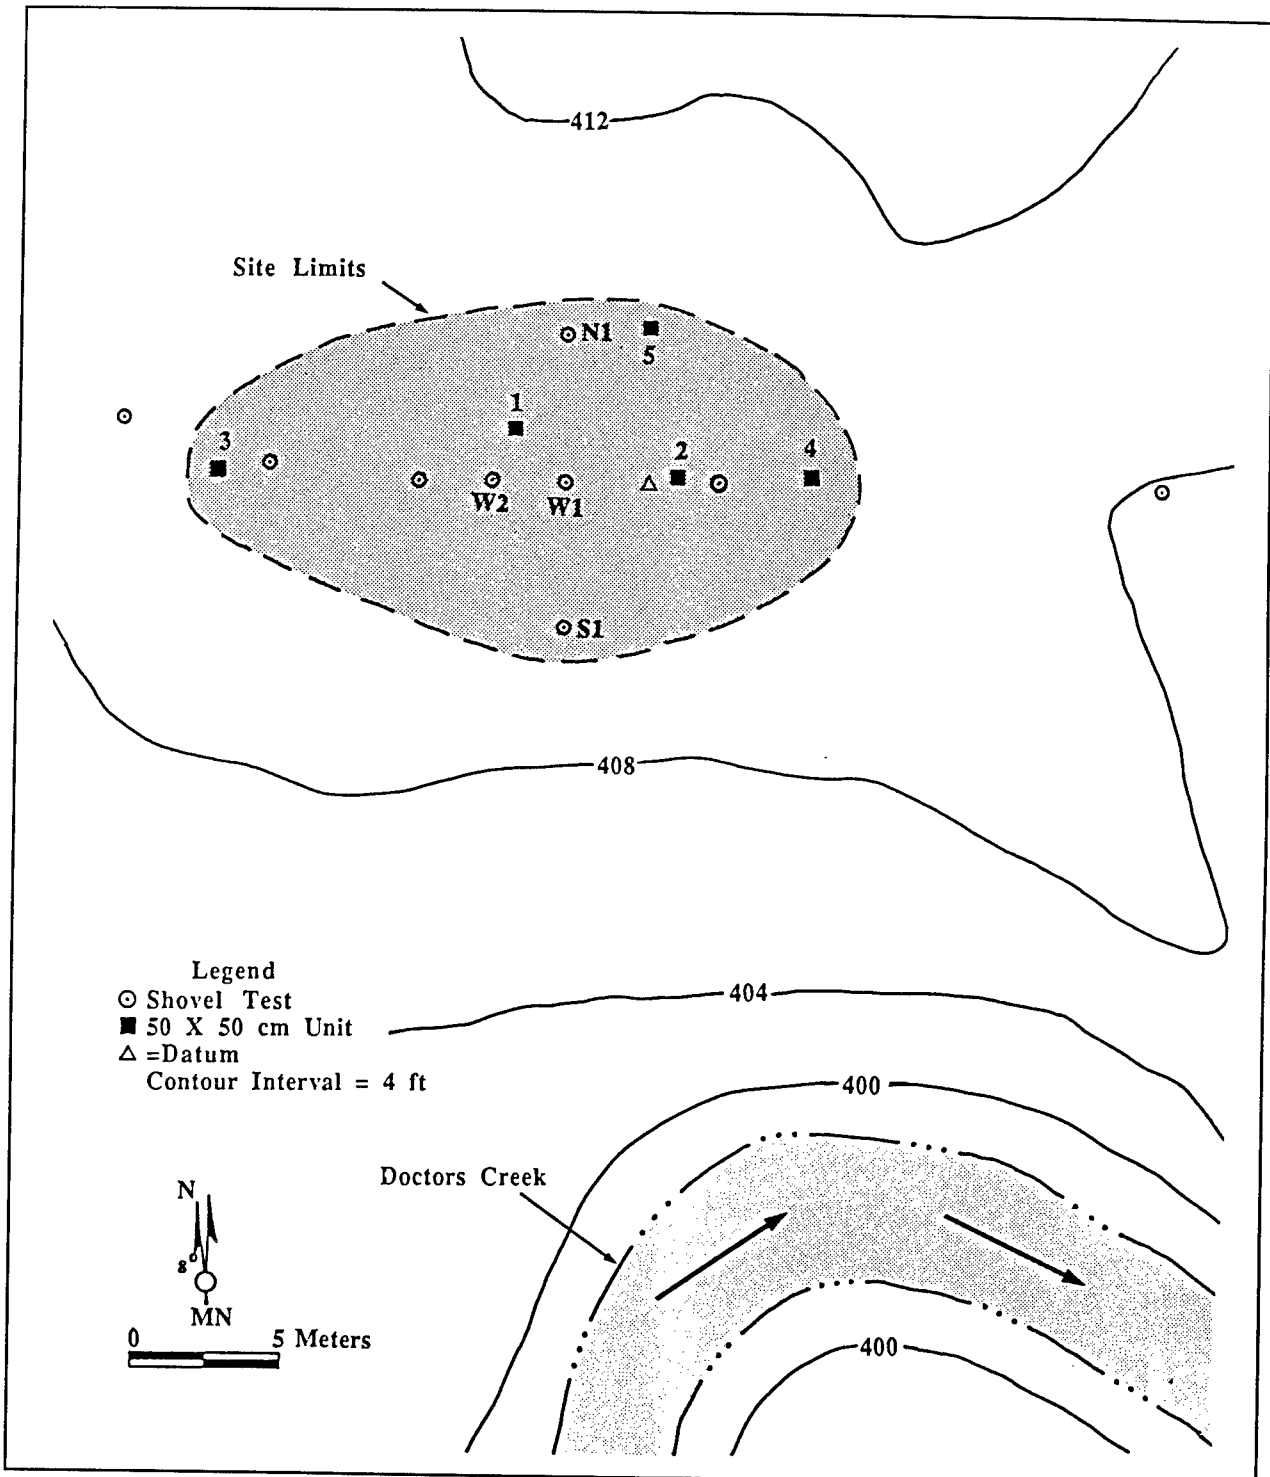 412
Site Limits
N1
5
1
3
2
4
W2
W1
S1
408
Legend
Shovel Test
50 X 50 cm Unit
=Datum
Contour Interval = 4 ft
404
400
Doctors Creek
N
8°
MN
0 5 Meters
400